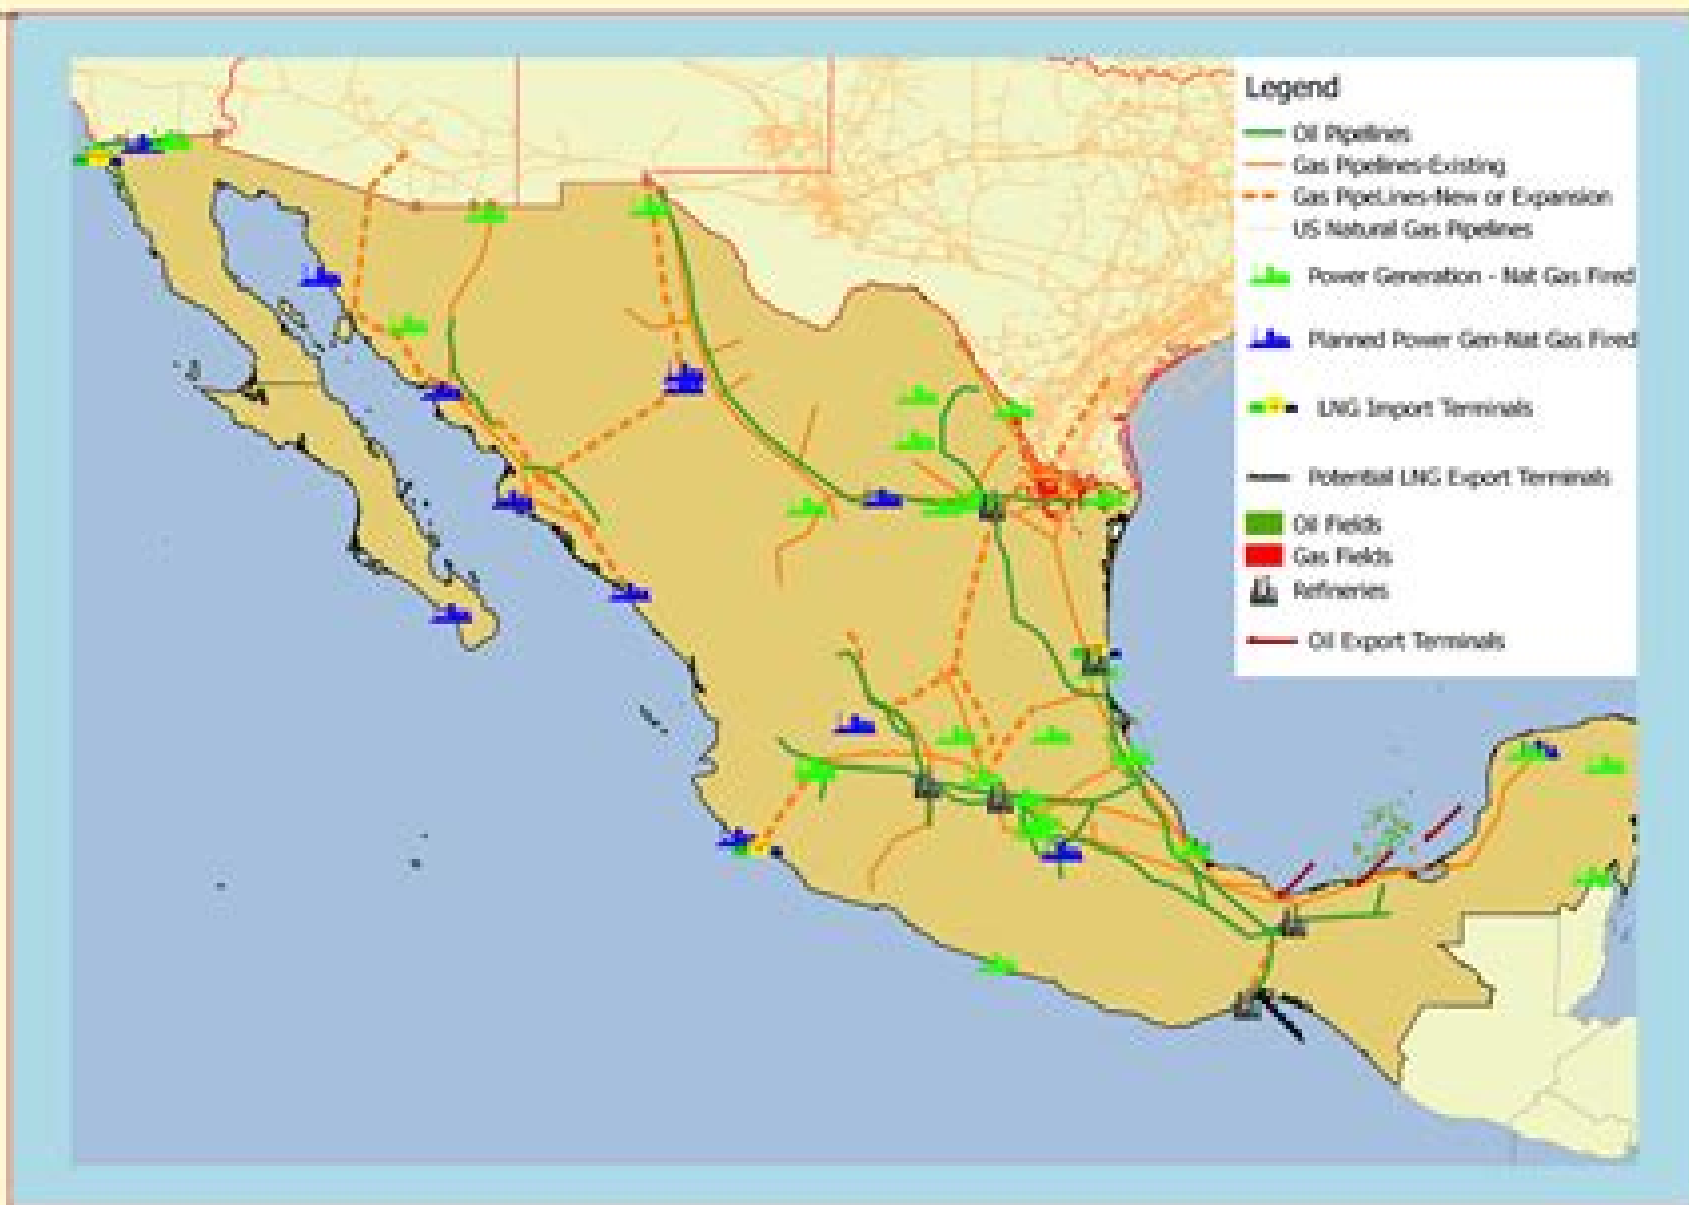 Legend
Oil Pipelines
Gas Pipelines-Existing
Gas PipeLines-New or Expansion
US Natural Gas Pipelines
Power Generation - Nat Gas Fired
Planned Power Gen-Nat Gas Fired
LNG Import Terminals
Potential LNG Export Terminals
Oil Fields
Gas Fields
Refineries
Oil Export Terminals